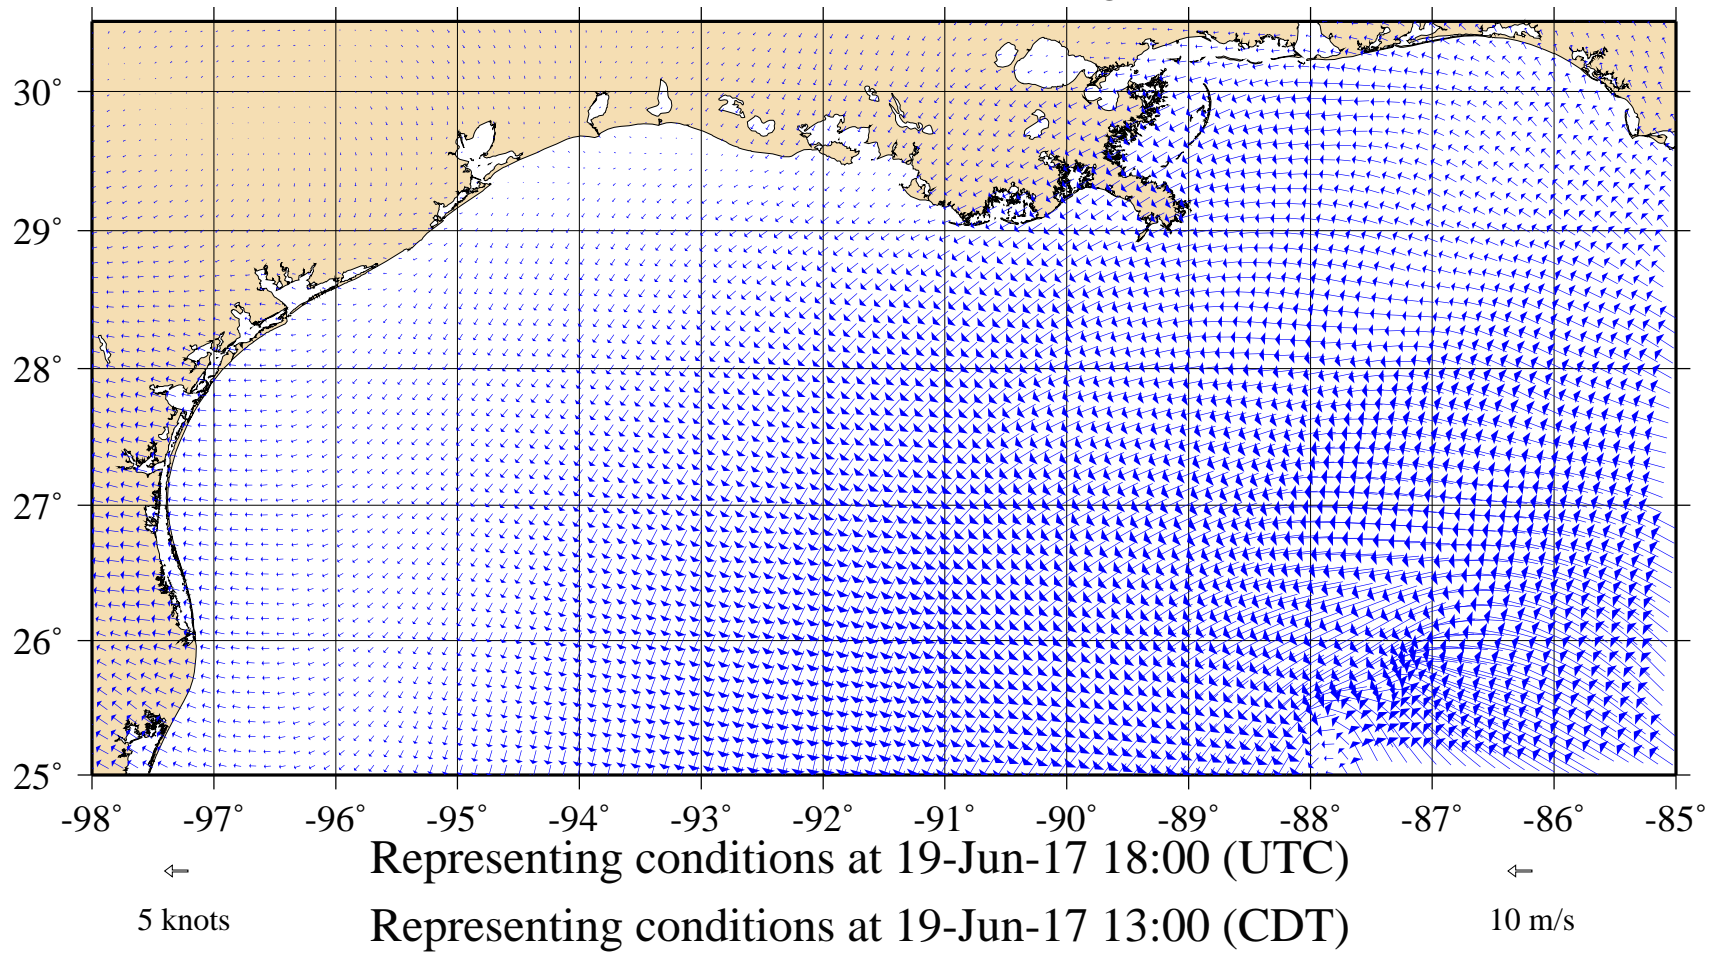 30°
29°
28°
27°
26°
25°
-98° -97° -96° -95° -94° -93° -92° -91° -90° -89° -88° -87° -86° -85°
Representing conditions at 19-Jun-17 18:00 (UTC)
5 knots
Representing conditions at 19-Jun-17 13:00 (CDT)
10 m/s